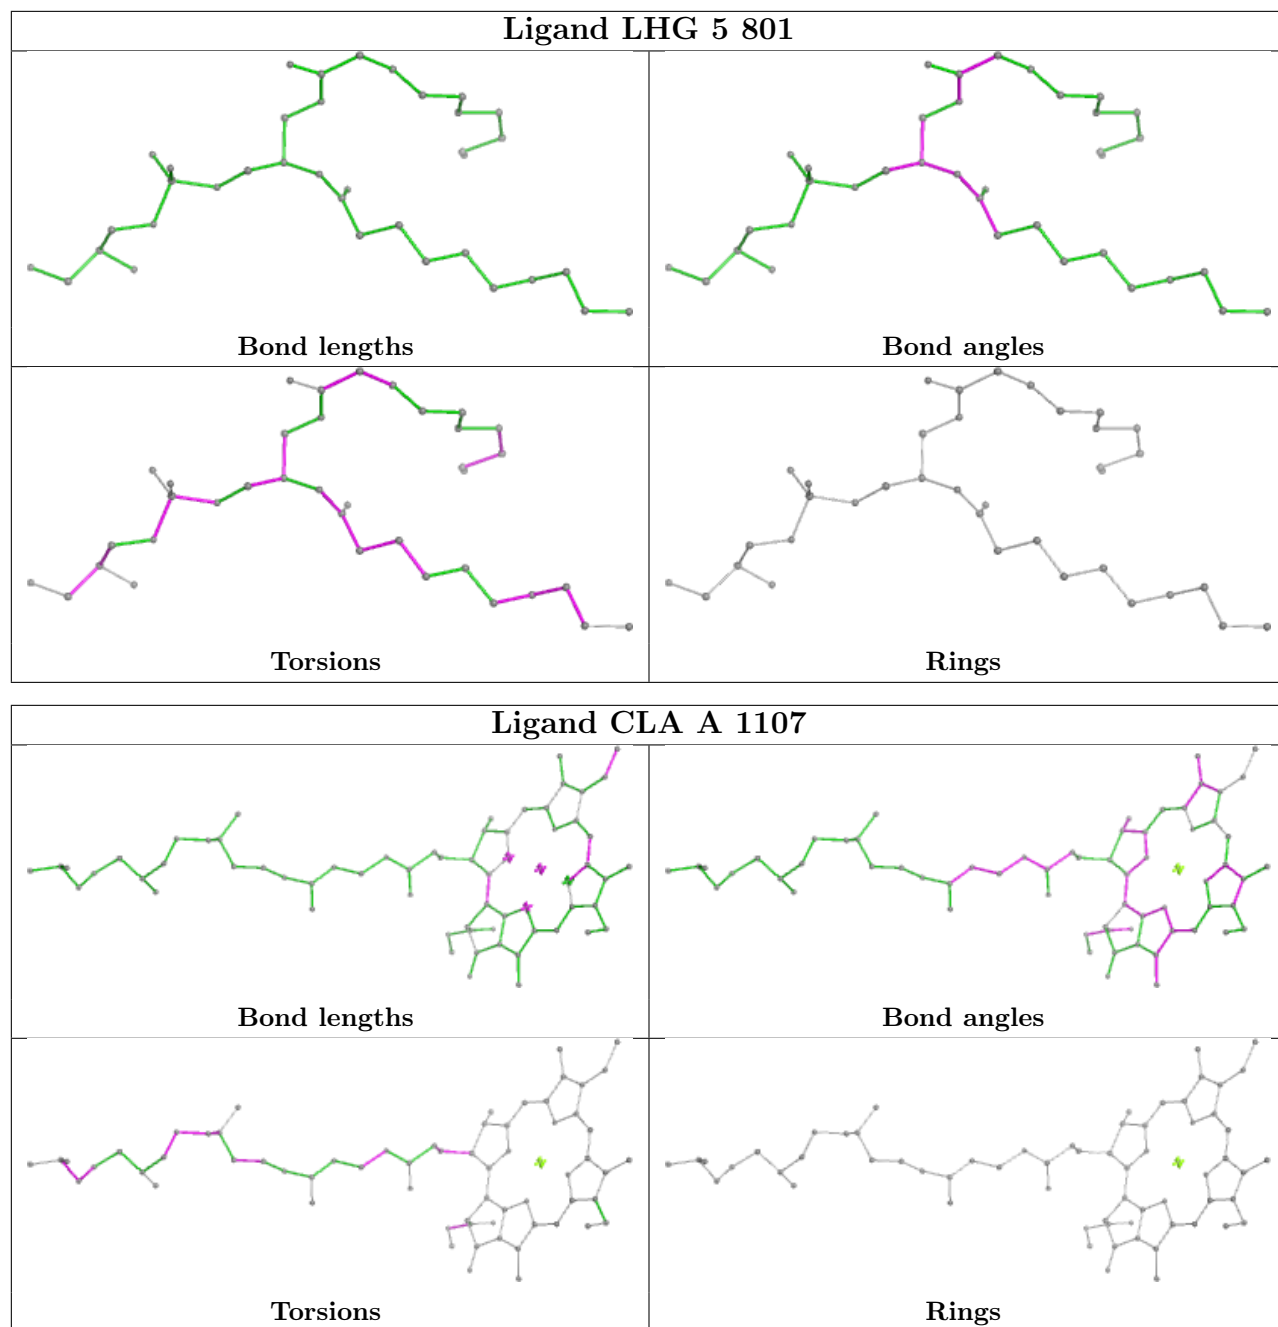 Ligand LHG 5 801
Bond lengths
Bond angles
Torsions
Rings
Ligand CLA A 1107
Bond lengths
Bond angles
Torsions
Rings